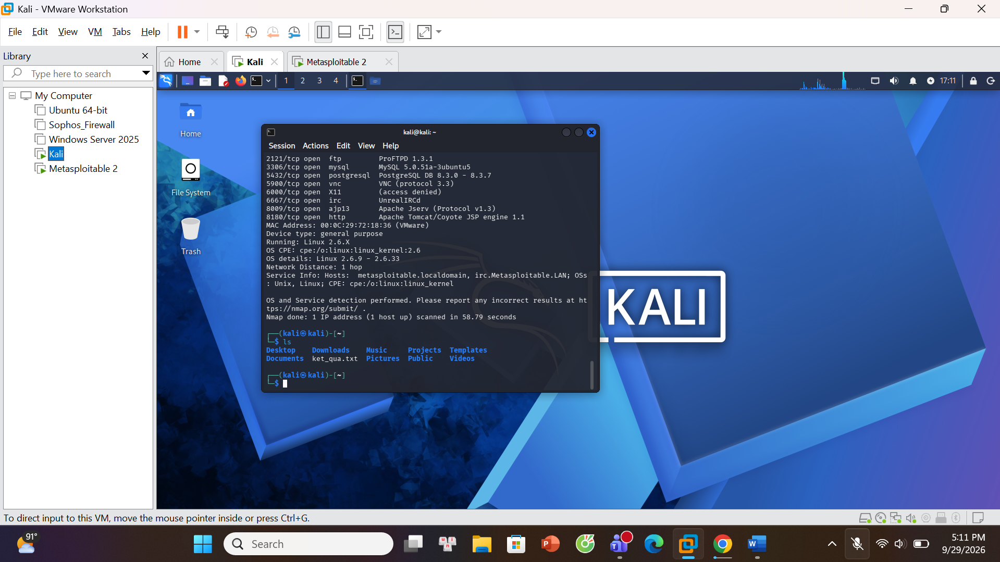 Kali - VMware Workstation
File Edit View VM Tabs Help
Library
Type here to search
My Computer
Ubuntu 64-bit
Sophos_Firewall
Windows Server 2025
Kali
Metasploitable 2
Home Kali Metasploitable 2
1 2 3 4 17:11
Home
File System
Trash
kali@kali: ~
Session Actions Edit View Help
2121/tcp open  ftp         ProFTPD 1.3.1
3306/tcp open  mysql       MySQL 5.0.51a-3ubuntu5
5432/tcp open  postgresql  PostgreSQL DB 8.3.0 - 8.3.7
5900/tcp open  vnc         VNC (protocol 3.3)
6000/tcp open  X11         (access denied)
6667/tcp open  irc         UnrealIRCd
8009/tcp open  ajp13       Apache Jserv (Protocol v1.3)
8180/tcp open  http        Apache Tomcat/Coyote JSP engine 1.1
MAC Address: 00:0C:29:72:18:36 (VMware)
Device type: general purpose
Running: Linux 2.6.X
OS CPE: cpe:/o:linux:linux_kernel:2.6
OS details: Linux 2.6.9 - 2.6.33
Network Distance: 1 hop
Service Info: Hosts:  metasploitable.localdomain, irc.Metasploitable.LAN; OSs
: Unix, Linux; CPE: cpe:/o:linux:linux_kernel
OS and Service detection performed. Please report any incorrect results at ht
tps://nmap.org/submit/ .
Nmap done: 1 IP address (1 host up) scanned in 58.79 seconds
┌──(kali㉿kali)-[~]
└─$ ls
Desktop    Downloads    Music     Projects  Templates
Documents  ket_qua.txt  Pictures  Public    Videos
┌──(kali㉿kali)-[~]
└─$
KALI
To direct input to this VM, move the mouse pointer inside or press Ctrl+G.
91°
Search
5:11 PM
9/29/2026